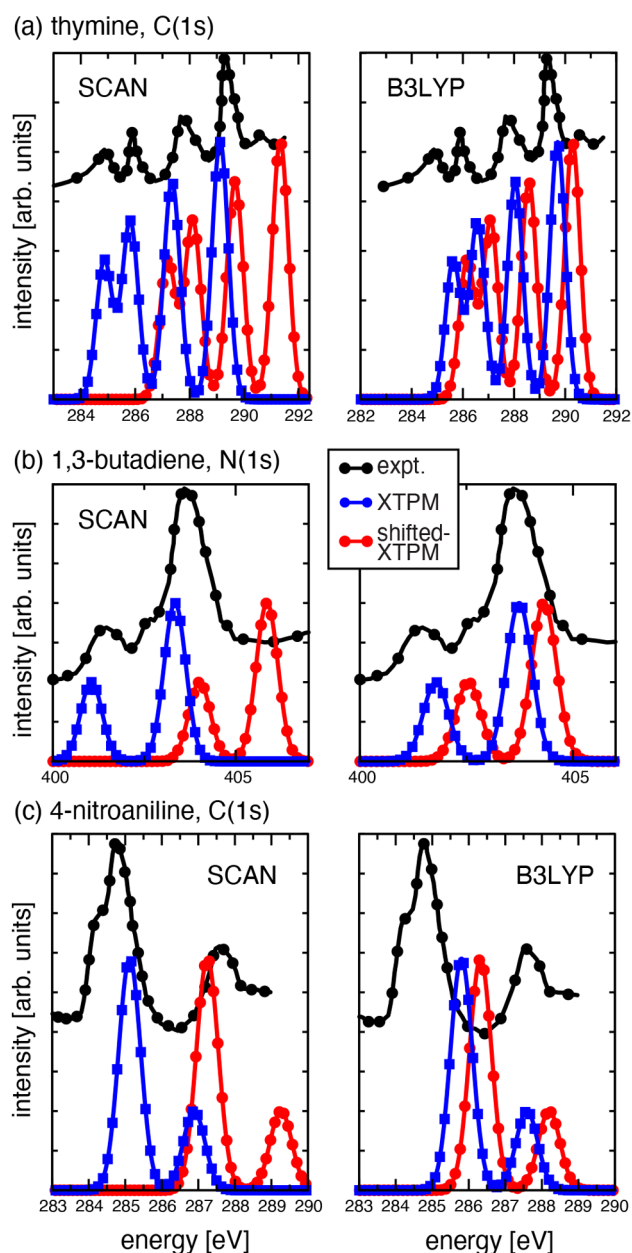 (a) thymine, C(1s)
SCAN
B3LYP
intensity [arb. units]
284 286 288 290 292
282 284 286 288 290 292
(b) 1,3-butadiene, N(1s)
expt.
XTPM
shifted-
XTPM
SCAN
intensity [arb. units]
400 405
400 405
(c) 4-nitroaniline, C(1s)
SCAN
B3LYP
intensity [arb. units]
283 284 285 286 287 288 289 290
283 284 285 286 287 288 289 290
energy [eV] energy [eV]